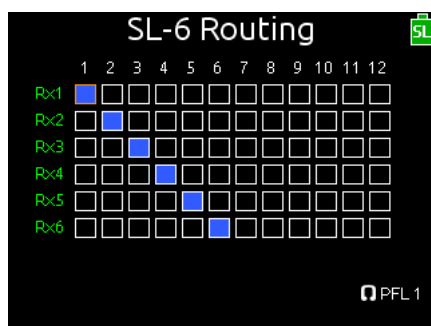 SL-6 Routing
SL
1 2 3 4 5 6 7 8 9 10 11 12
Rx1
Rx2
Rx3
Rx4
Rx5
Rx6
PFL 1